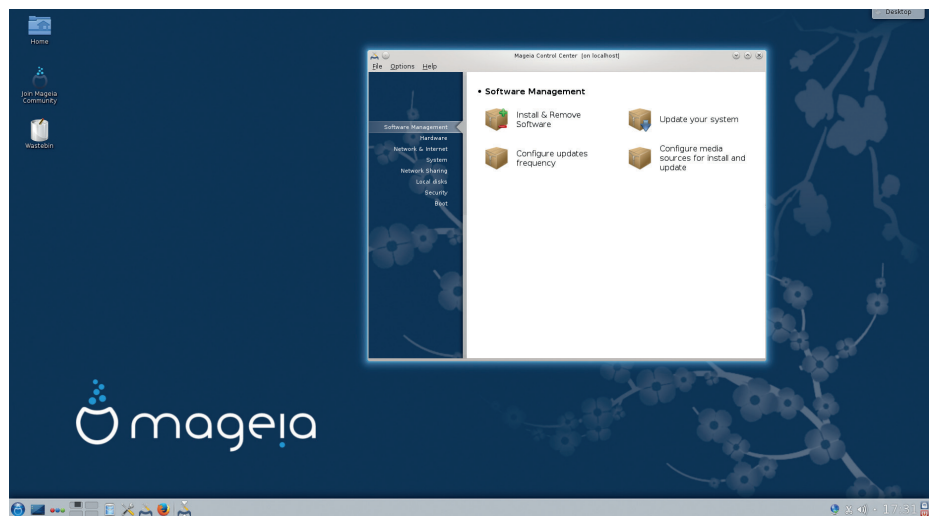 Desktop
Home
Join Mageia
Community
Wastebin
Mageia Control Center [on localhost]
File Options Help
Software Management
Hardware
Network & Internet
System
Network Sharing
Local disks
Security
Boot
• Software Management
Install & Remove
Software
Update your system
Configure updates
frequency
Configure media
sources for install and
update
mageia
17:31